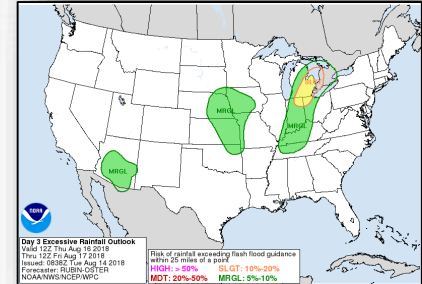 SLGT
MRGL
MRGL
MRGL
NOAA
Day 3 Excessive Rainfall Outlook
Valid 12Z Thu Aug 16 2018
Thru 12Z Fri Aug 17 2018
Issued: 0838Z Tue Aug 14 2018
Forecaster: RUBIN-OSTER
NOAA/NWS/NCEP/WPC
Risk of rainfall exceeding flash flood guidance
within 25 miles of a point
HIGH: > 50% SLGT: 10%-20%
MDT: 20%-50% MRGL: 5%-10%